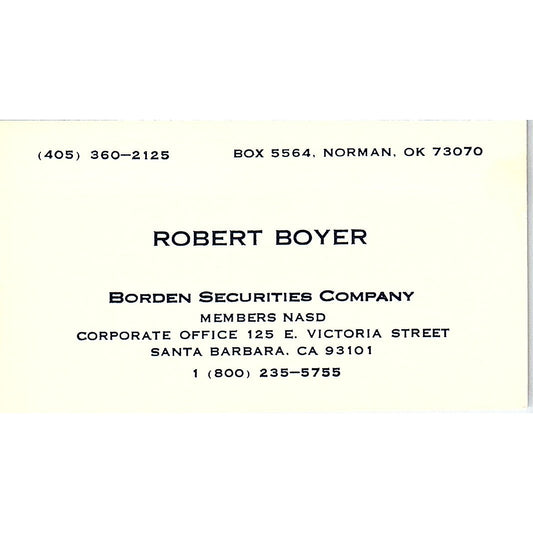 (405) 360—2125 BOX 5564, NORMAN, OK 73070
ROBERT BOYER
BORDEN SECURITIES COMPANY
MEMBERS NASD
CORPORATE OFFICE 125 E. VICTORIA STREET
SANTA BARBARA, CA 93101
1 (800) 235—5755